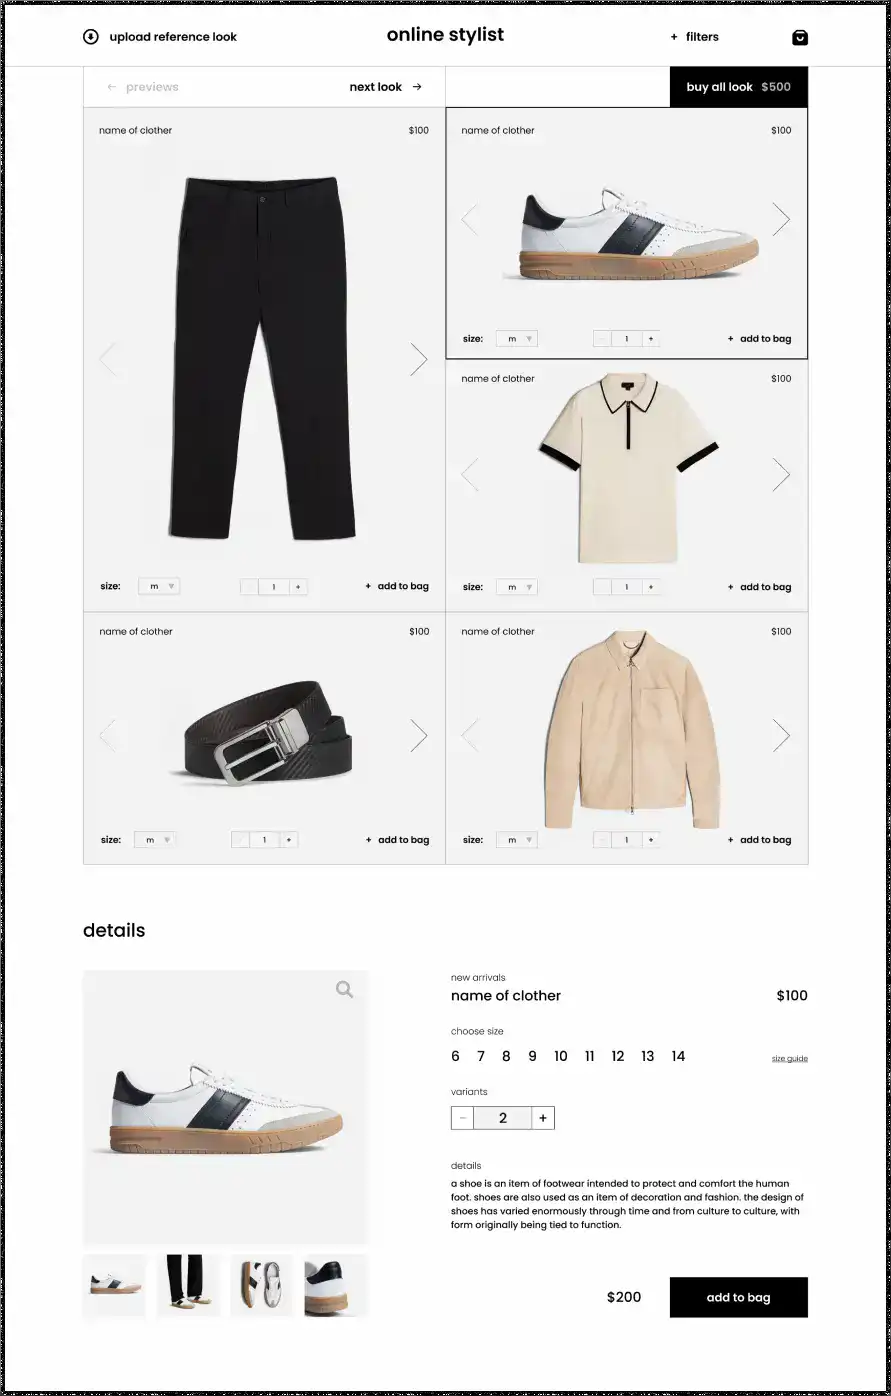 upload reference look
online stylist
+ filters
← previews
next look →
buy all look $500
name of clother $100
size: m 1 + + add to bag
name of clother $100
size: m - 1 + + add to bag
name of clother $100
size: m 1 + + add to bag
name of clother $100
size: m 1 + + add to bag
name of clother $100
size: m 1 + + add to bag
details
new arrivals
name of clother $100
choose size
6 7 8 9 10 11 12 13 14
size guide
variants
- 2 +
details
a shoe is an item of footwear intended to protect and comfort the human
foot. shoes are also used as an item of decoration and fashion. the design of
shoes has varied enormously through time and from culture to culture, with
form originally being tied to function.
$200
add to bag